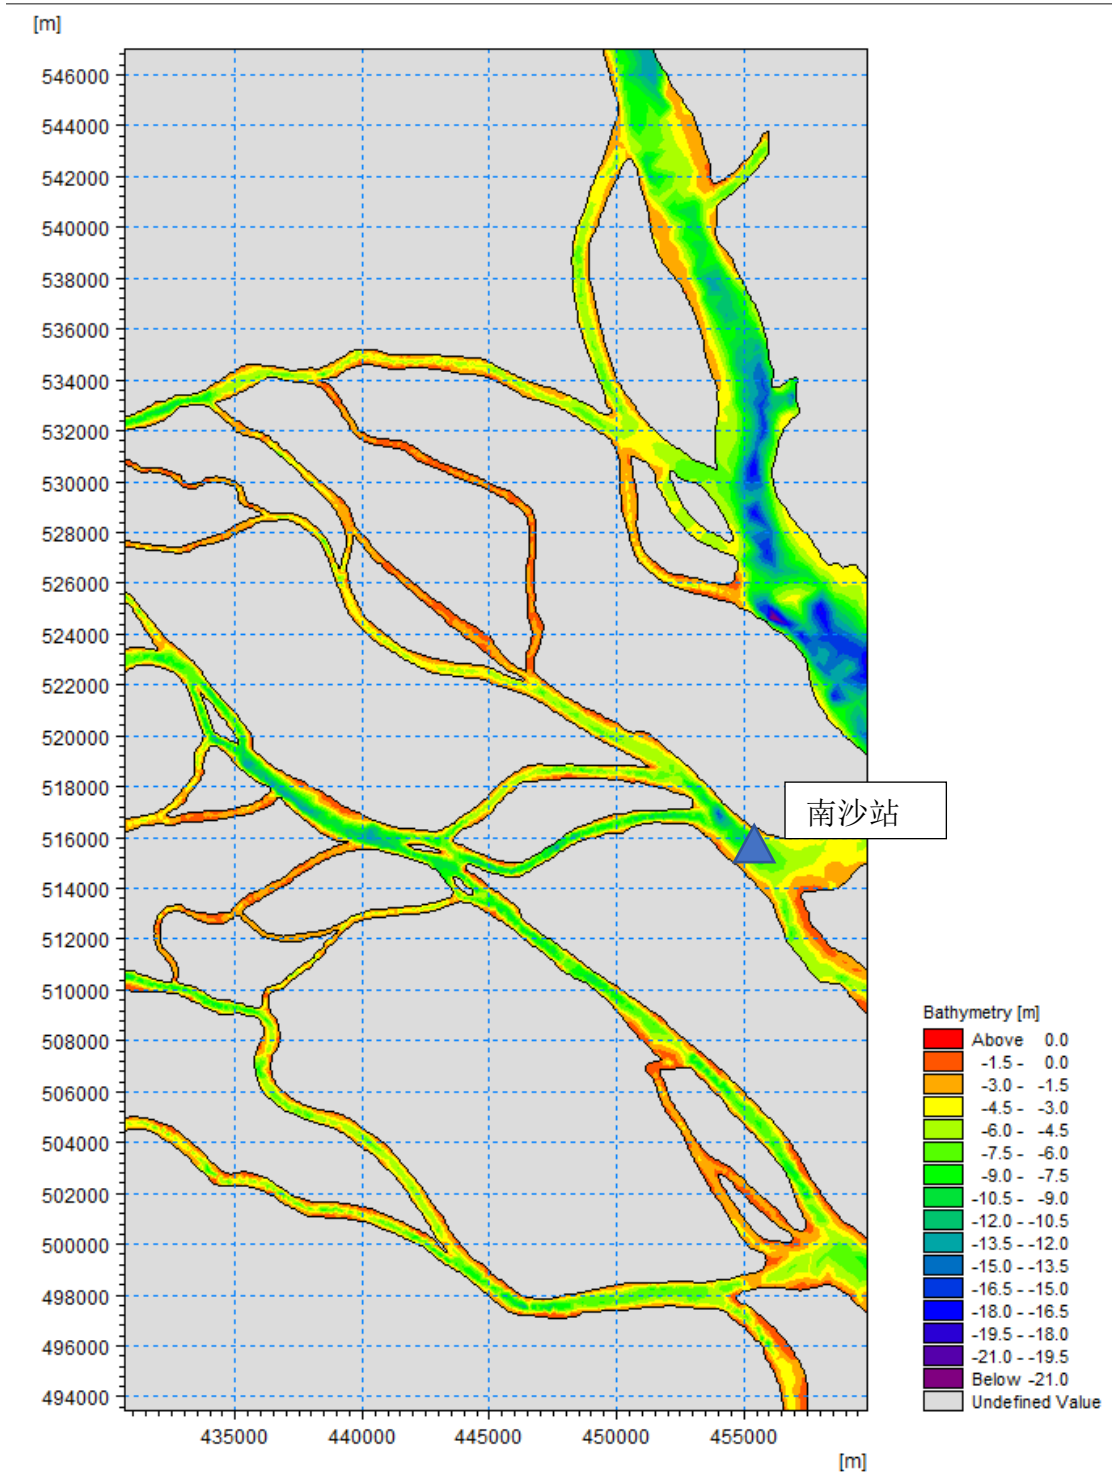 [m]
546000
544000
542000
540000
538000
536000
534000
532000
530000
528000
526000
524000
522000
520000
518000
516000
514000
512000
510000
508000
506000
504000
502000
500000
498000
496000
494000
南沙站
435000 440000 445000 450000 455000
[m]
Bathymetry [m]
Above 0.0
-1.5 - 0.0
-3.0 - -1.5
-4.5 - -3.0
-6.0 - -4.5
-7.5 - -6.0
-9.0 - -7.5
-10.5 - -9.0
-12.0 - -10.5
-13.5 - -12.0
-15.0 - -13.5
-16.5 - -15.0
-18.0 - -16.5
-19.5 - -18.0
-21.0 - -19.5
Below -21.0
Undefined Value